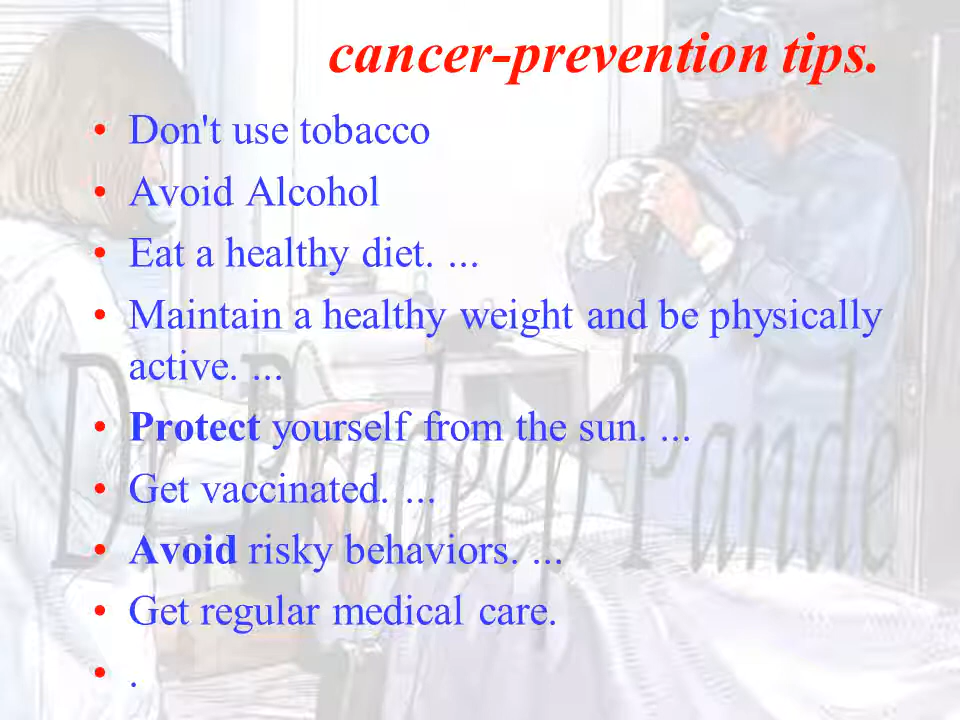 cancer-prevention tips.
• Don't use tobacco
• Avoid Alcohol
• Eat a healthy diet. ...
• Maintain a healthy weight and be physically
active. ...
• Protect yourself from the sun. ...
• Get vaccinated. ...
• Avoid risky behaviors. ...
• Get regular medical care.
• .